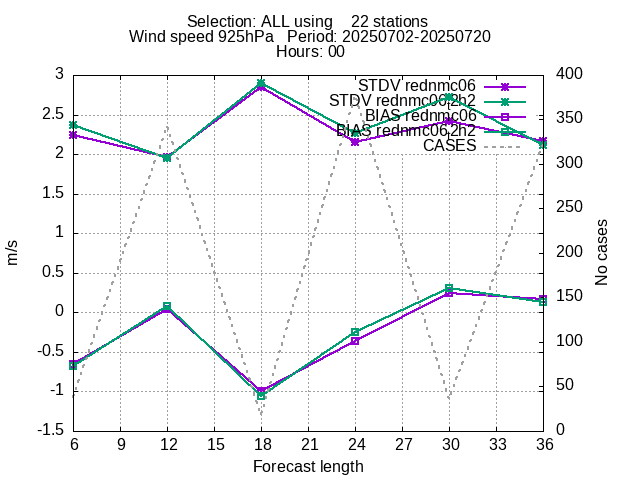 Selection: ALL using 22 stations
Wind speed 925hPa Period: 20250702-20250720
Hours: 00
STDV rednmc06
STDV rednmc062h2
BIAS rednmc06
BIAS rednmc062h2
CASES
3
2.5
2
1.5
1
0.5
0
-0.5
-1
-1.5
m/s
400
350
300
250
200
150
100
50
0
No cases
6 9 12 15 18 21 24 27 30 33 36
Forecast length